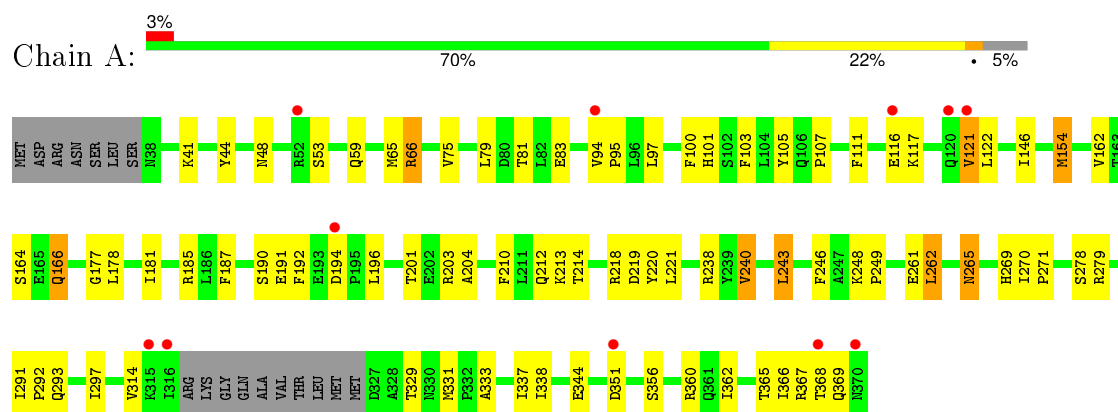 3%
Chain A:
70% 22% • 5%
MET ASP ARG ASN SER LEU SER N38 K41 Y44 N48 R52 S53 Q59 M65 R66 V75 L79 D80 T81 L82 E83 V94 P95 L96 L97 F100 H101 S102 F103 L104 Y105 Q106 P107 F111 E116 K117 Q120 V121 L122 I146 M154 V162 T163
S164 E165 Q166 G177 L178 I181 R185 L186 F187 S190 E191 F192 E193 D194 P195 L196 T201 E202 R203 A204 F210 L211 Q212 K213 T214 R218 D219 Y220 L221 R238 Y239 V240 L243 F246 A247 K248 P249 E261 L262 N265 H269 I270 P271 S278 R279
I291 P292 Q293 I297 V314 K315 I316 ARG LYS GLY GLN ALA VAL THR LEU MET MET D327 A328 T329 N330 M331 P332 A333 I337 I338 E344 D351 S356 R360 Q361 I362 T365 I366 R367 T368 Q369 N370